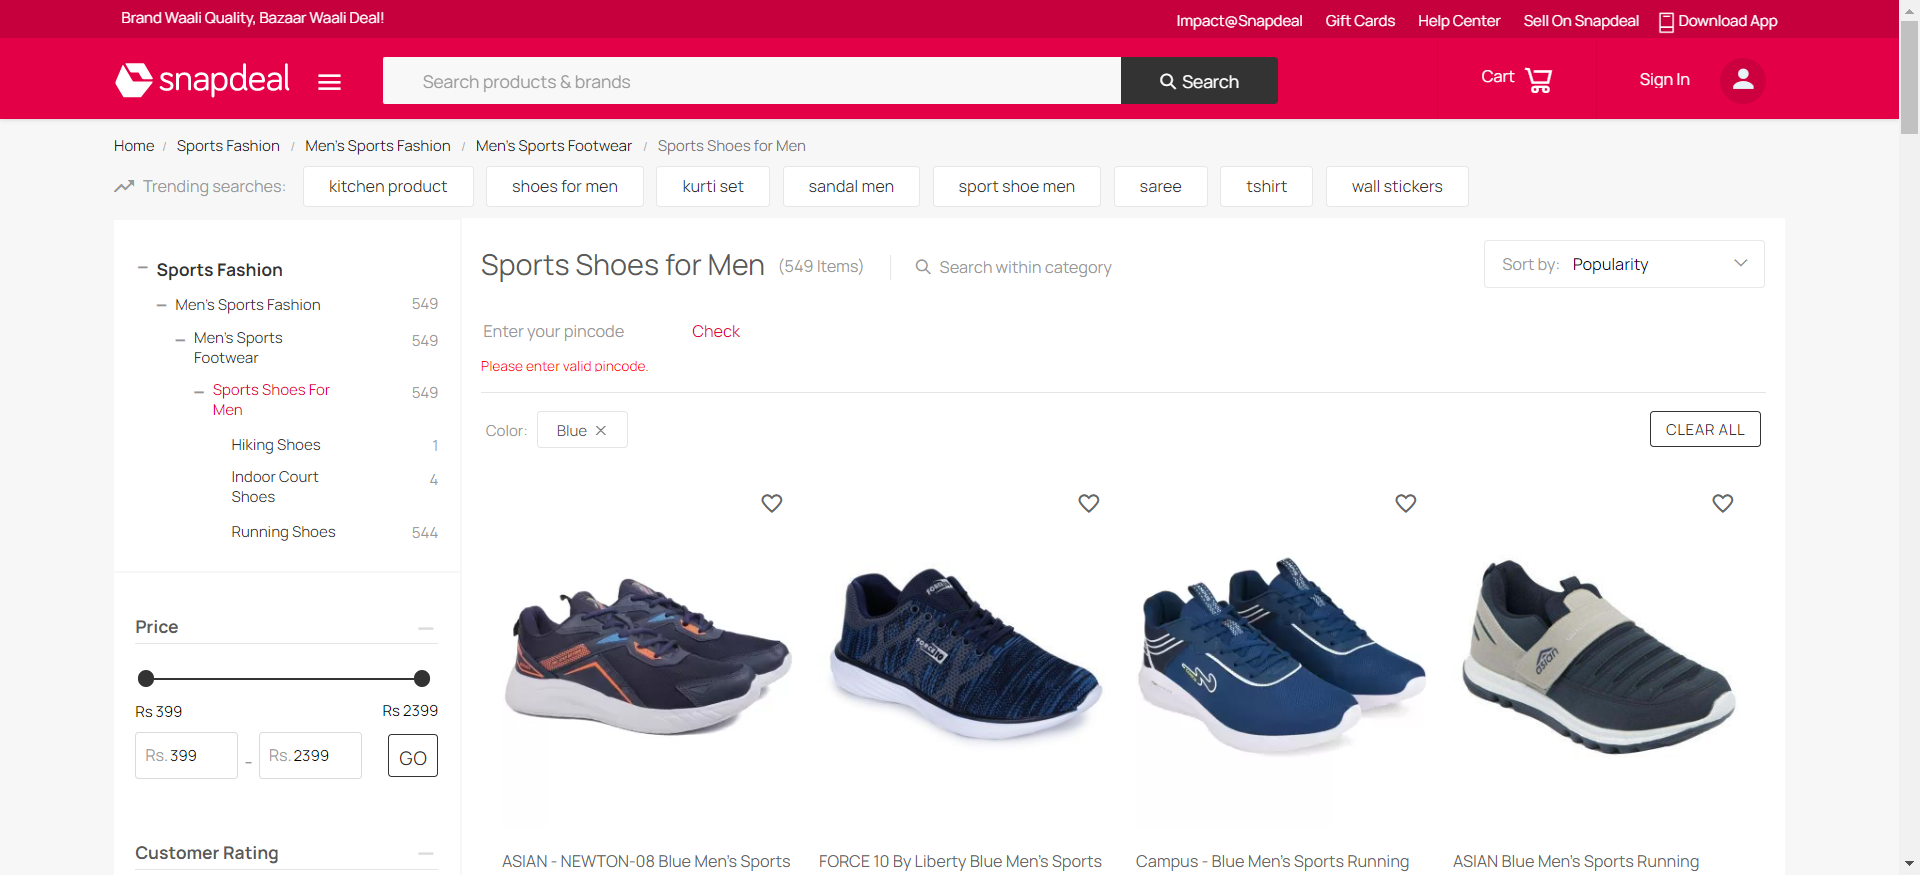 Brand Waali Quality, Bazaar Waali Deal!
Impact@Snapdeal Gift Cards Help Center Sell On Snapdeal Download App
snapdeal
Search products & brands
Search
Cart
Sign In
Home / Sports Fashion / Men's Sports Fashion / Men's Sports Footwear / Sports Shoes for Men
Trending searches: kitchen product shoes for men kurti set sandal men sport shoe men saree tshirt wall stickers
Sports Fashion
Men's Sports Fashion 549
Men's Sports Footwear 549
Sports Shoes For Men 549
Hiking Shoes 1
Indoor Court Shoes 4
Running Shoes 544
Price
Rs 399 Rs 2399
Rs. 399 - Rs. 2399 GO
Customer Rating
Sports Shoes for Men (549 Items) Search within category
Sort by: Popularity
Enter your pincode Check
Please enter valid pincode.
Color: Blue
CLEAR ALL
FORCE 10
asian
ASIAN - NEWTON-08 Blue Men's Sports
FORCE 10 By Liberty Blue Men's Sports
Campus - Blue Men's Sports Running
ASIAN Blue Men's Sports Running